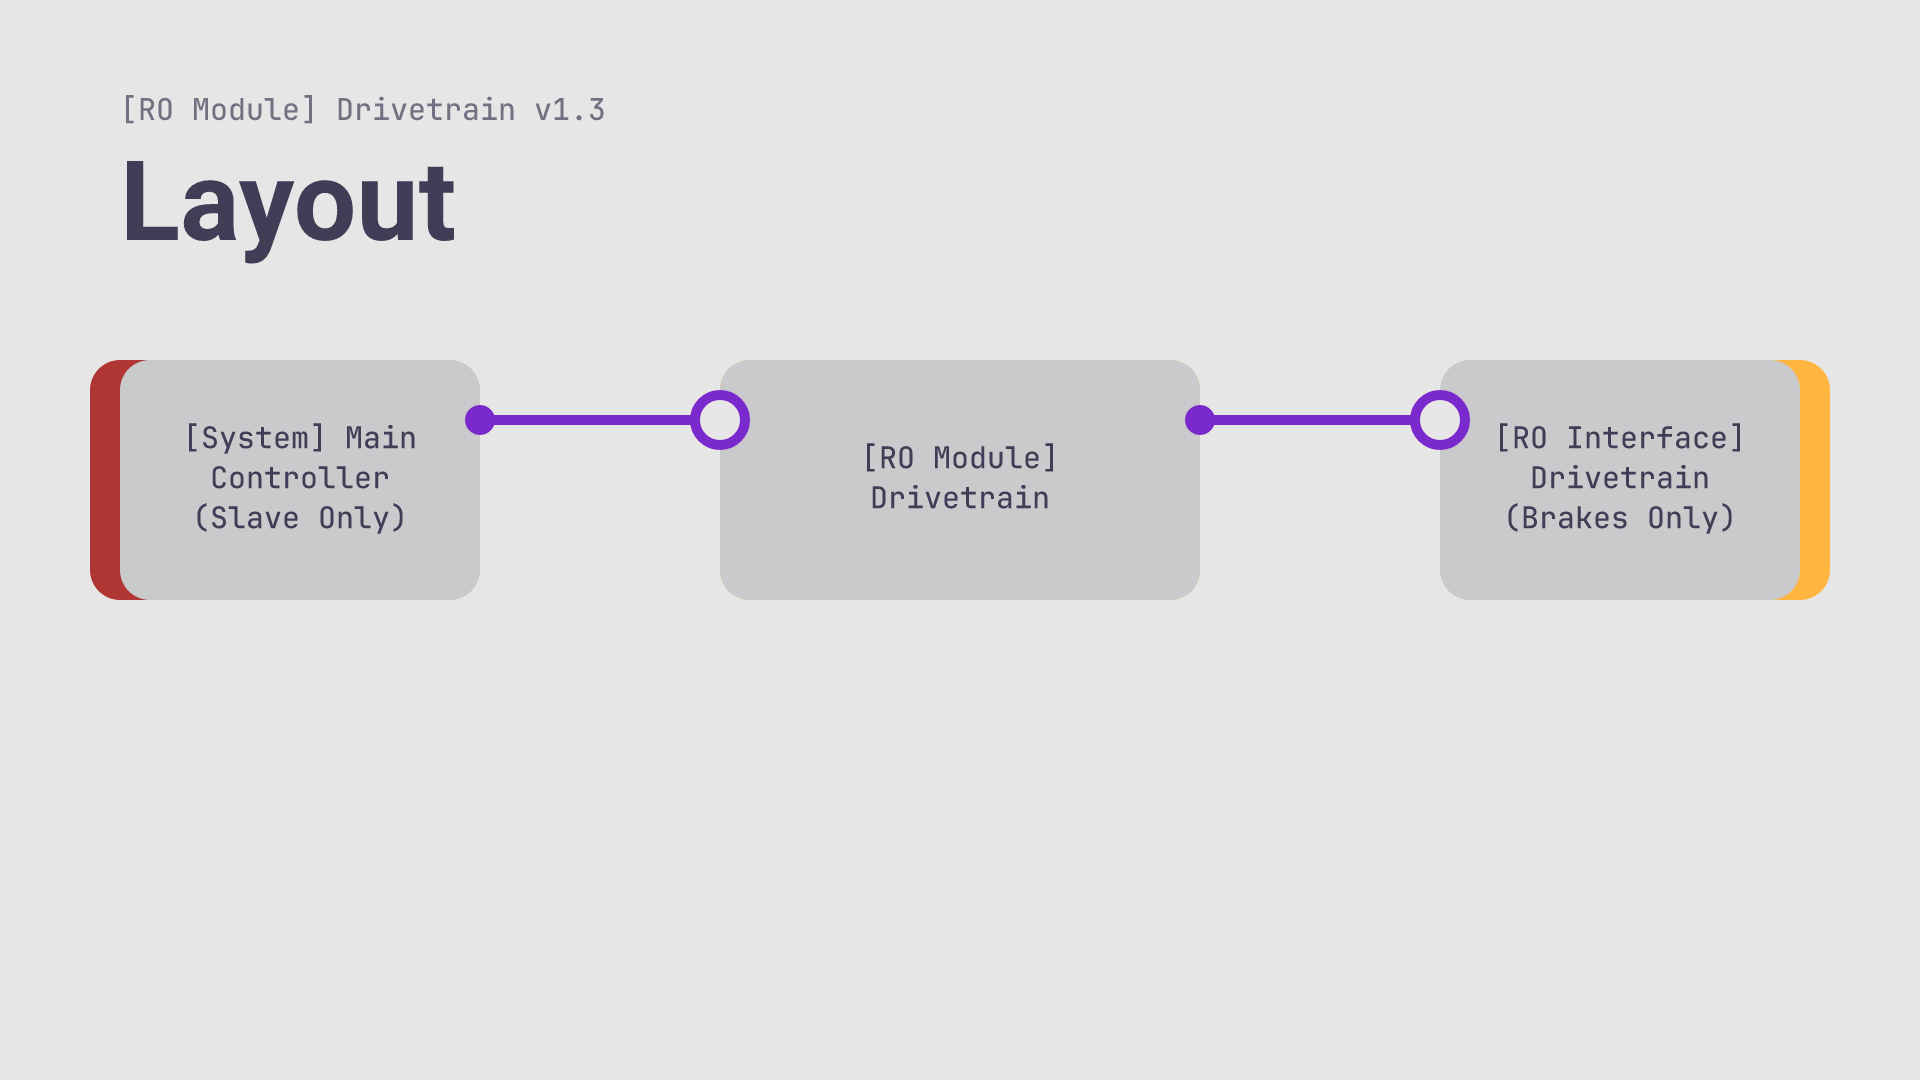 [RO Module] Drivetrain v1.3
Layout
[System] Main
Controller
(Slave Only)
[RO Module]
Drivetrain
[RO Interface]
Drivetrain
(Brakes Only)